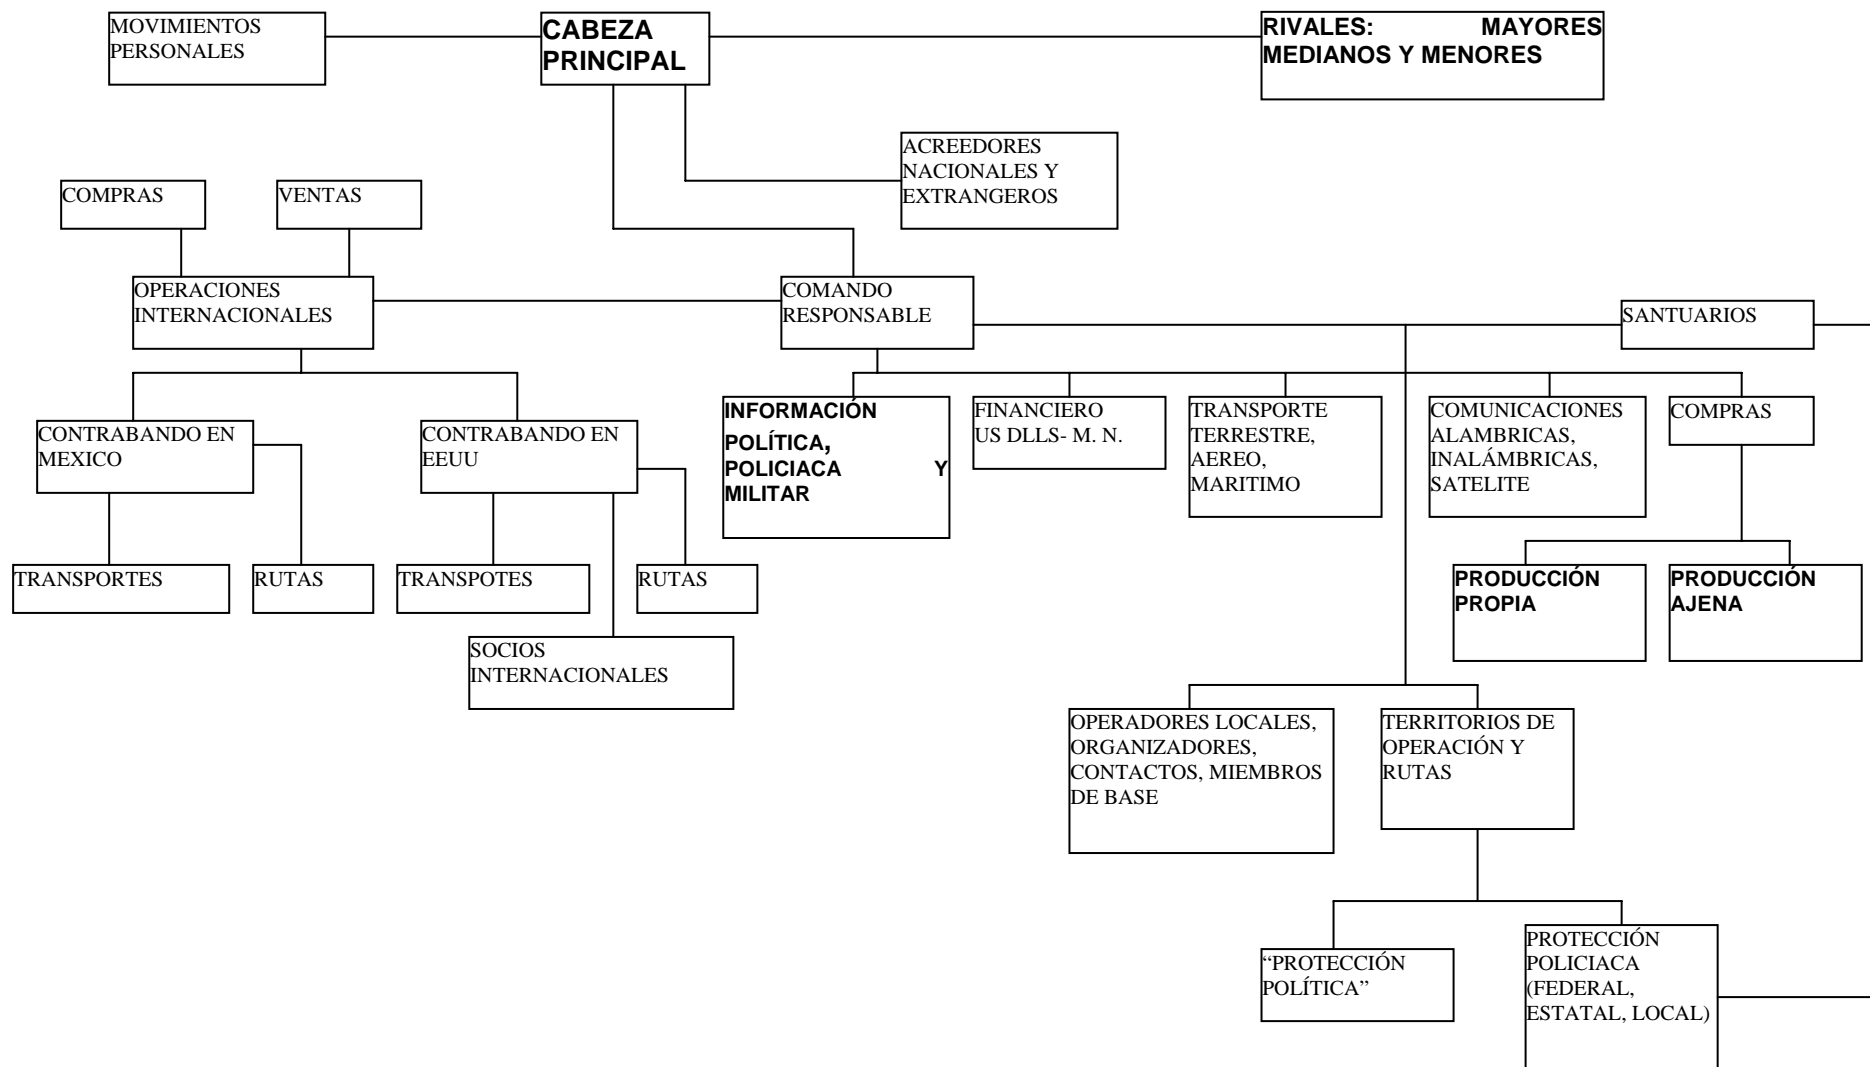 MOVIMIENTOS
PERSONALES
CABEZA
PRINCIPAL
RIVALES: MAYORES
MEDIANOS Y MENORES
ACREEDORES
NACIONALES Y
EXTRANGEROS
COMPRAS
VENTAS
OPERACIONES
INTERNACIONALES
COMANDO
RESPONSABLE
SANTUARIOS
CONTRABANDO EN
MEXICO
CONTRABANDO EN
EEUU
INFORMACIÓN
POLÍTICA,
POLICIACA Y
MILITAR
FINANCIERO
US DLLS- M. N.
TRANSPORTE
TERRESTRE,
AEREO,
MARITIMO
COMUNICACIONES
ALAMBRICAS,
INALÁMBRICAS,
SATELITE
COMPRAS
TRANSPORTES
RUTAS
TRANSPOTES
RUTAS
PRODUCCIÓN
PROPIA
PRODUCCIÓN
AJENA
SOCIOS
INTERNACIONALES
OPERADORES LOCALES,
ORGANIZADORES,
CONTACTOS, MIEMBROS
DE BASE
TERRITORIOS DE
OPERACIÓN Y
RUTAS
“PROTECCIÓN
POLÍTICA”
PROTECCIÓN
POLICIACA
(FEDERAL,
ESTATAL, LOCAL)